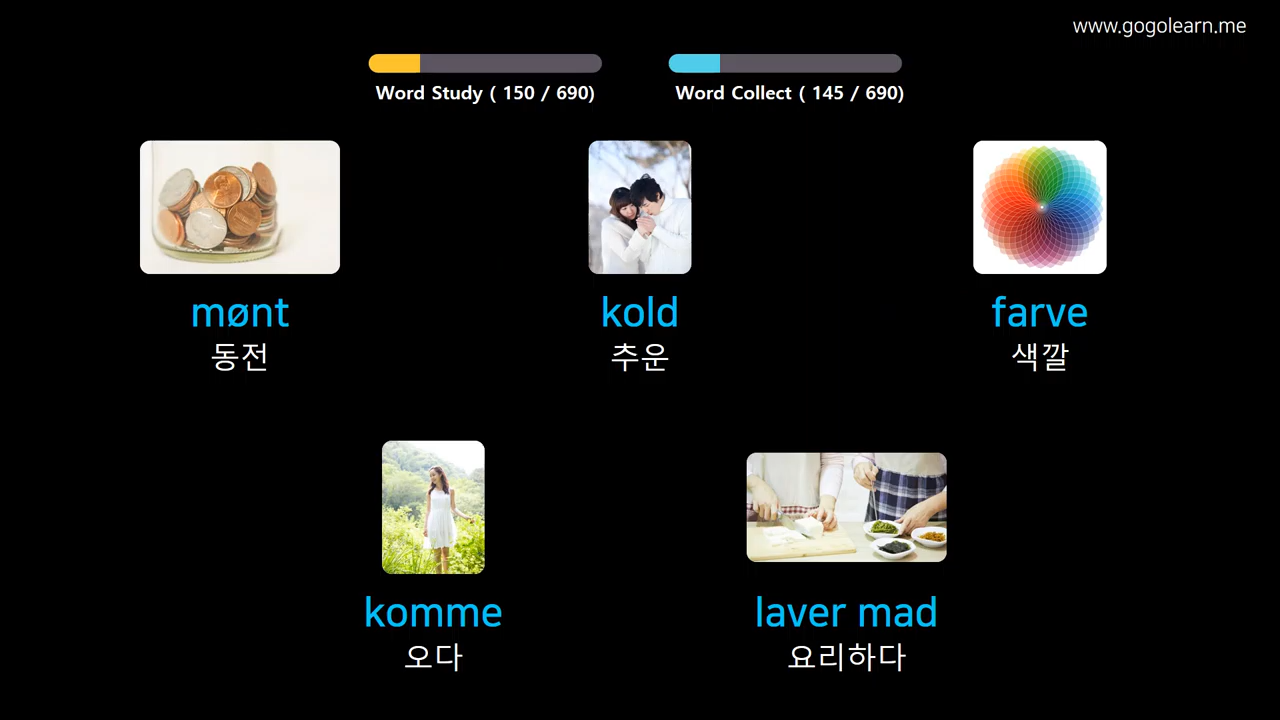 www.gogolearn.me
Word Study ( 150 / 690)
Word Collect ( 145 / 690)
mønt
동전
kold
추운
farve
색깔
komme
오다
laver mad
요리하다